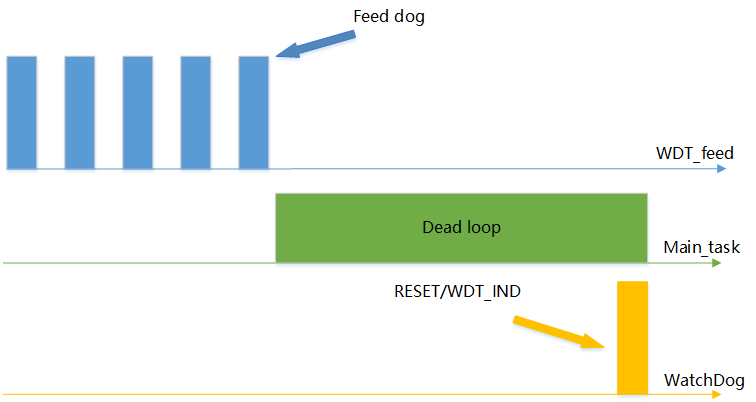 Feed dog
WDT_feed
Dead loop
Main_task
RESET/WDT_IND
WatchDog